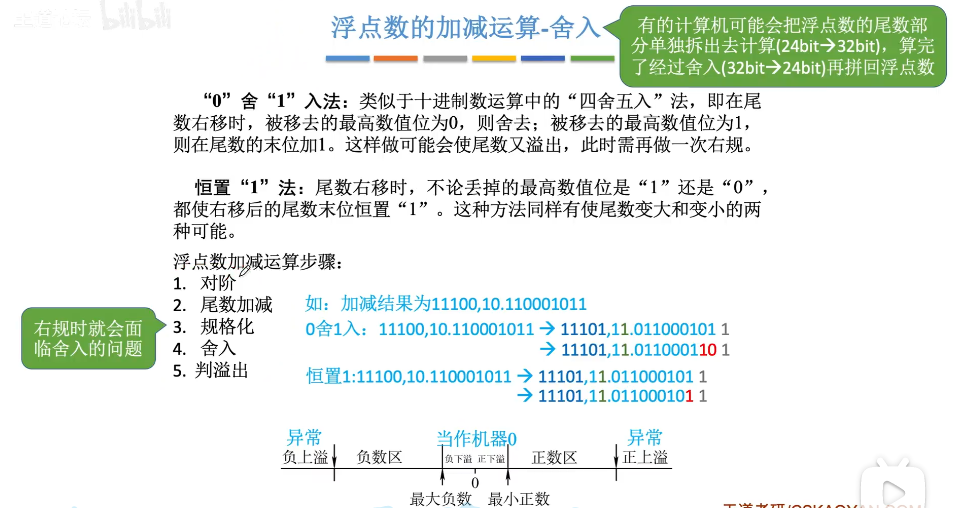 bilibili
浮点数的加减运算-舍入
有的计算机可能会把浮点数的尾数部
分单独拆出去计算(24bit→32bit)，算完
了经过舍入(32bit→24bit)再拼回浮点数
“0”舍“1”入法：类似于十进制数运算中的“四舍五入”法，即在尾
数右移时，被移去的最高数值位为0，则舍去；被移去的最高数值位为1，
则在尾数的末位加1。这样做可能会使尾数又溢出，此时需再做一次右规。
恒置“1”法：尾数右移时，不论丢掉的最高数值位是“1”还是“0”，
都使右移后的尾数末位恒置“1”。这种方法同样有使尾数变大和变小的两
种可能。
浮点数加减运算步骤：
1. 对阶
2. 尾数加减
3. 规格化
4. 舍入
5. 判溢出
右规时就会面
临舍入的问题
如：加减结果为11100,10.110001011
0舍1入：11100,10.110001011 → 11101,11.011000101 1
→ 11101,11.011000110 1
恒置1:11100,10.110001011 → 11101,11.011000101 1
→ 11101,11.011000101 1
异常
当作机器0
异常
负上溢
负数区
负下溢
正下溢
正数区
正上溢
0
最大负数
最小正数